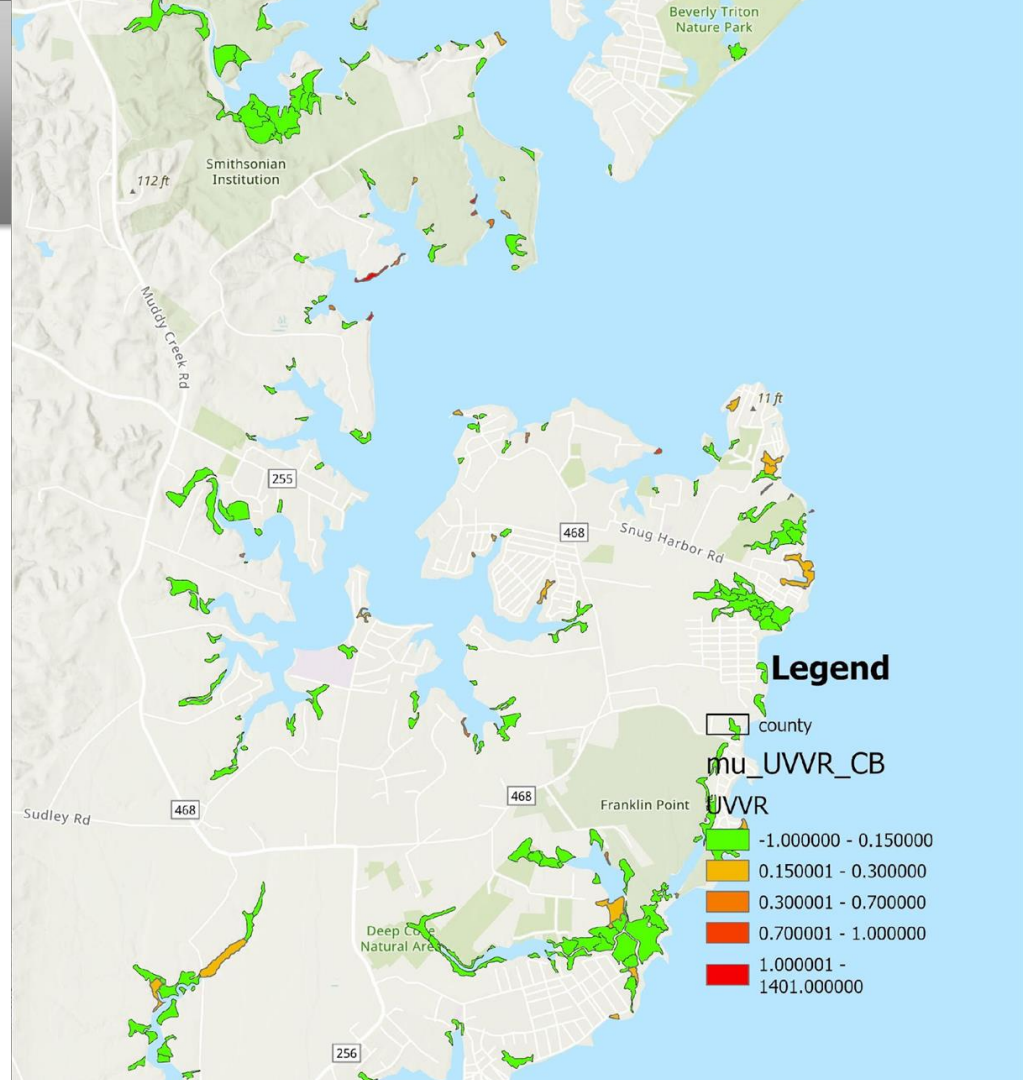 Beverly Triton
Nature Park
Smithsonian
Institution
112 ft
Muddy Creek Rd
11 ft
255
468
Snug Harbor Rd
Legend
county
mu_UVVR_CB
UVVR
-1.000000 - 0.150000
0.150001 - 0.300000
0.300001 - 0.700000
0.700001 - 1.000000
1.000001 -
1401.000000
468
Franklin Point
468
Sudley Rd
Deep Cove
Natural Area
256